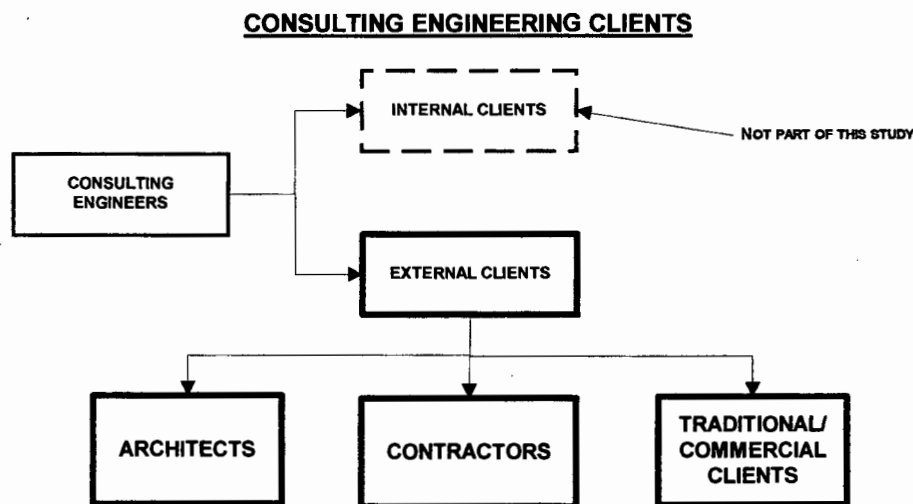 CONSULTING ENGINEERING CLIENTS
INTERNAL CLIENTS
NOT PART OF THIS STUDY
CONSULTING
ENGINEERS
EXTERNAL CLIENTS
ARCHITECTS
CONTRACTORS
TRADITIONAL/
COMMERCIAL
CLIENTS